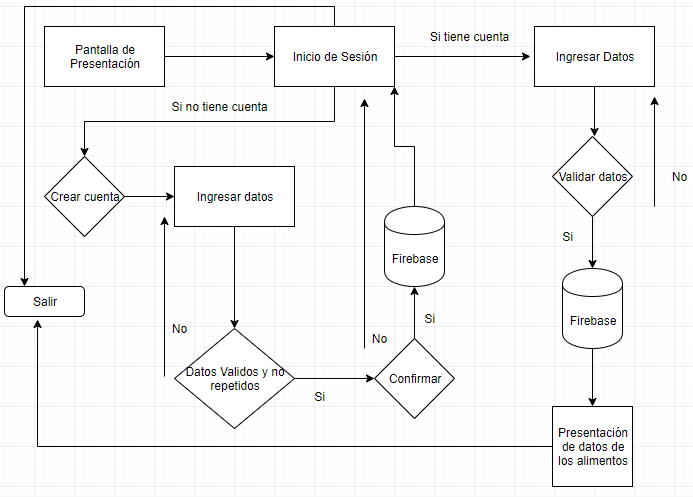 Pantalla de
Presentación
Inicio de Sesión
Si tiene cuenta
Ingresar Datos
Si no tiene cuenta
Crear cuenta
Ingresar datos
Validar datos
No
Si
Firebase
Firebase
Salir
No
Datos Validos y no
repetidos
Si
No
Si
Confirmar
Presentación
de datos de
los alimentos